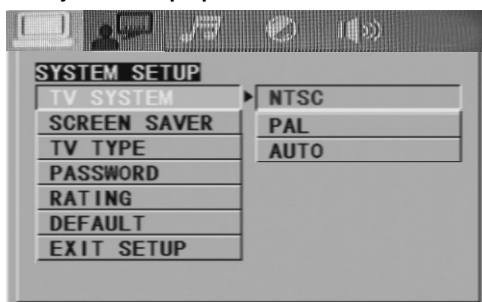 SYSTEM SETUP
TV SYSTEM
NTSC
SCREEN SAVER
PAL
TV TYPE
AUTO
PASSWORD
RATING
DEFAULT
EXIT SETUP